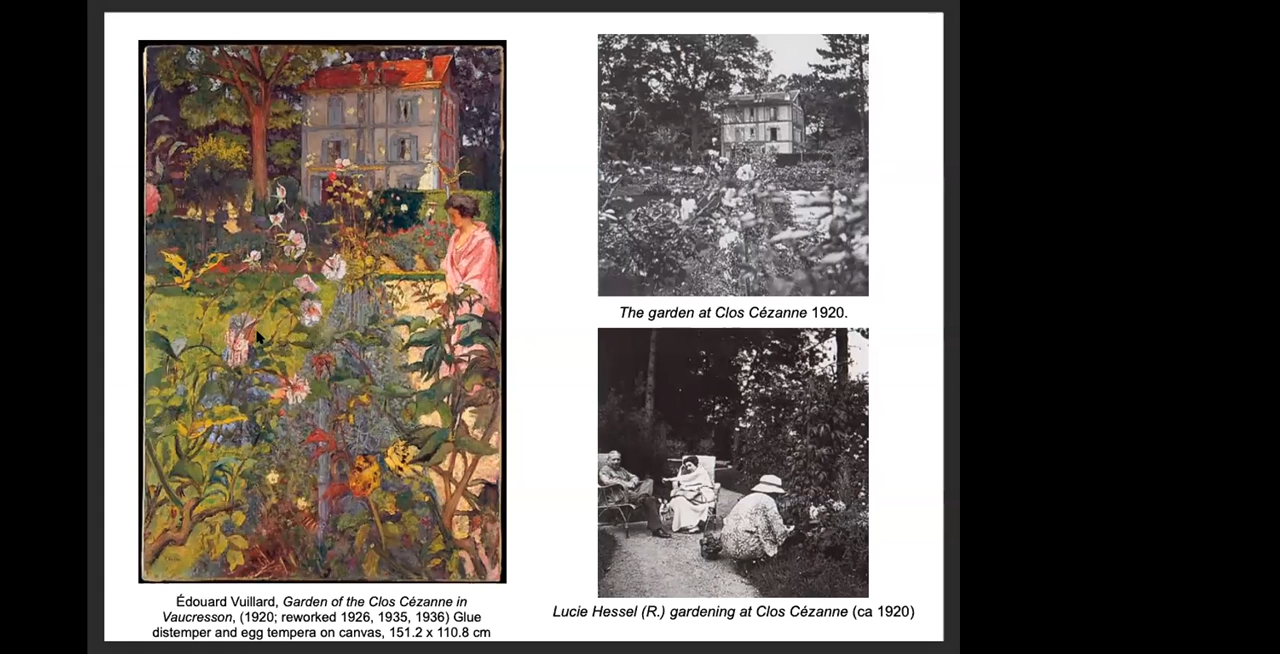 Édouard Vuillard, Garden of the Clos Cézanne in
Vaucresson, (1920; reworked 1926, 1935, 1936) Glue
distemper and egg tempera on canvas, 151.2 x 110.8 cm
The garden at Clos Cézanne 1920.
Lucie Hessel (R.) gardening at Clos Cézanne (ca 1920)